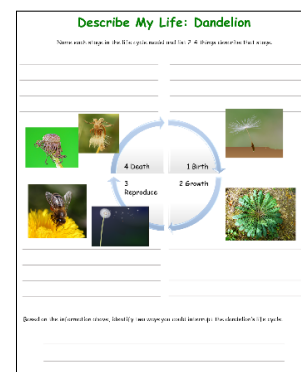 Describe My Life: Dandelion
Name each stage in the life cycle model and list 2-4 things describe that stage.
4 Death
1 Birth
3
Reproduce
2 Growth
Based on the information above, identify two ways you could interrupt the dandelion's life cycle.